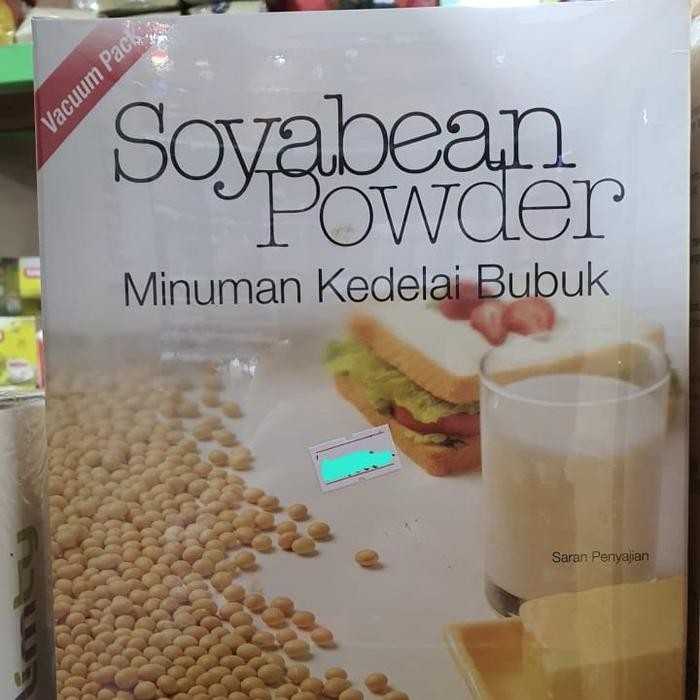 Vacuum Pack
Soyabean
Powder
Minuman Kedelai Bubuk
Saran Penyajian